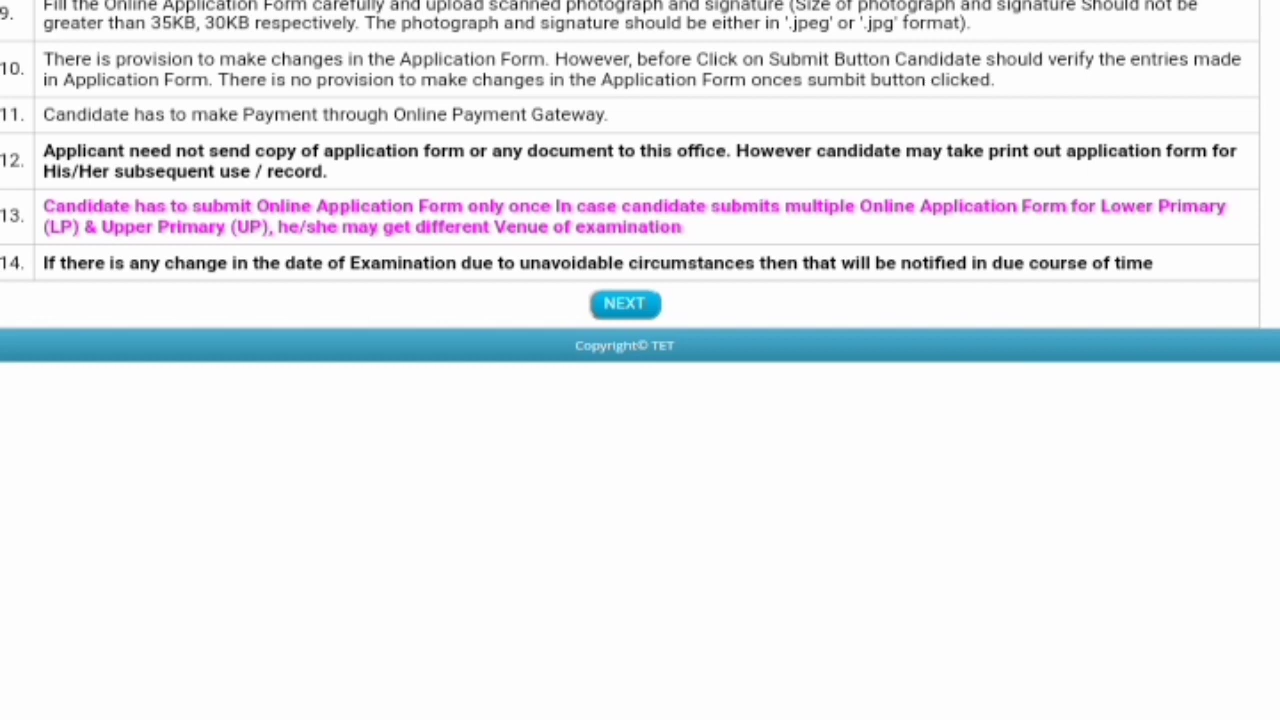 9. Fill the Online Application Form carefully and upload scanned photograph and signature (Size of photograph and signature Should not be
greater than 35KB, 30KB respectively. The photograph and signature should be either in '.jpeg' or '.jpg' format).
10. There is provision to make changes in the Application Form. However, before Click on Submit Button Candidate should verify the entries made
in Application Form. There is no provision to make changes in the Application Form onces sumbit button clicked.
11. Candidate has to make Payment through Online Payment Gateway.
12. Applicant need not send copy of application form or any document to this office. However candidate may take print out application form for
His/Her subsequent use / record.
13. Candidate has to submit Online Application Form only once In case candidate submits multiple Online Application Form for Lower Primary
(LP) & Upper Primary (UP), he/she may get different Venue of examination
14. If there is any change in the date of Examination due to unavoidable circumstances then that will be notified in due course of time
NEXT
Copyright© TET